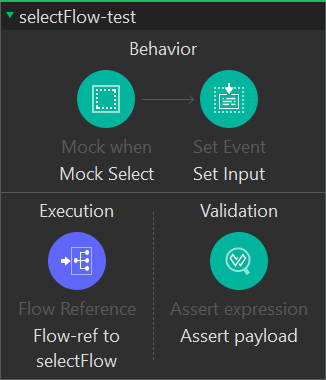 selectFlow-test
Behavior
Mock when
Set Event
Mock Select
Set Input
Execution
Validation
Flow Reference
Assert expression
Flow-ref to
selectFlow
Assert payload